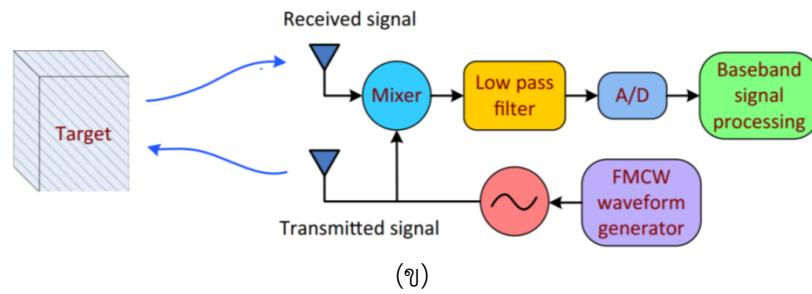 Received signal
Target
Mixer
Low pass
filter
A/D
Baseband
signal
processing
Transmitted signal
FMCW
waveform
generator
(ข)